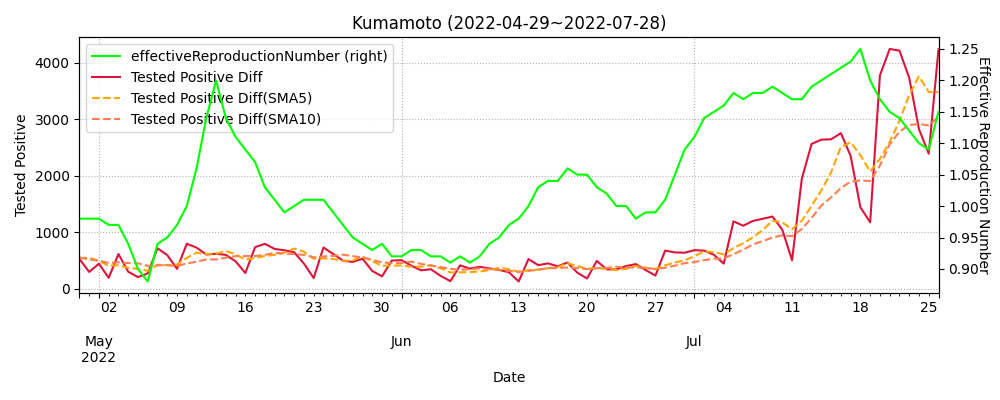 Kumamoto (2022-04-29~2022-07-28)
effectiveReproductionNumber (right)
Tested Positive Diff
Tested Positive Diff(SMA5)
Tested Positive Diff(SMA10)
Tested Positive
4000
3000
2000
1000
0
1.25
1.20
1.15
1.10
1.05
1.00
0.95
0.90
Effective Reproduction Number
02 09 16 23 30 06 13 20 27 04 11 18 25
May Jun Jul
2022
Date